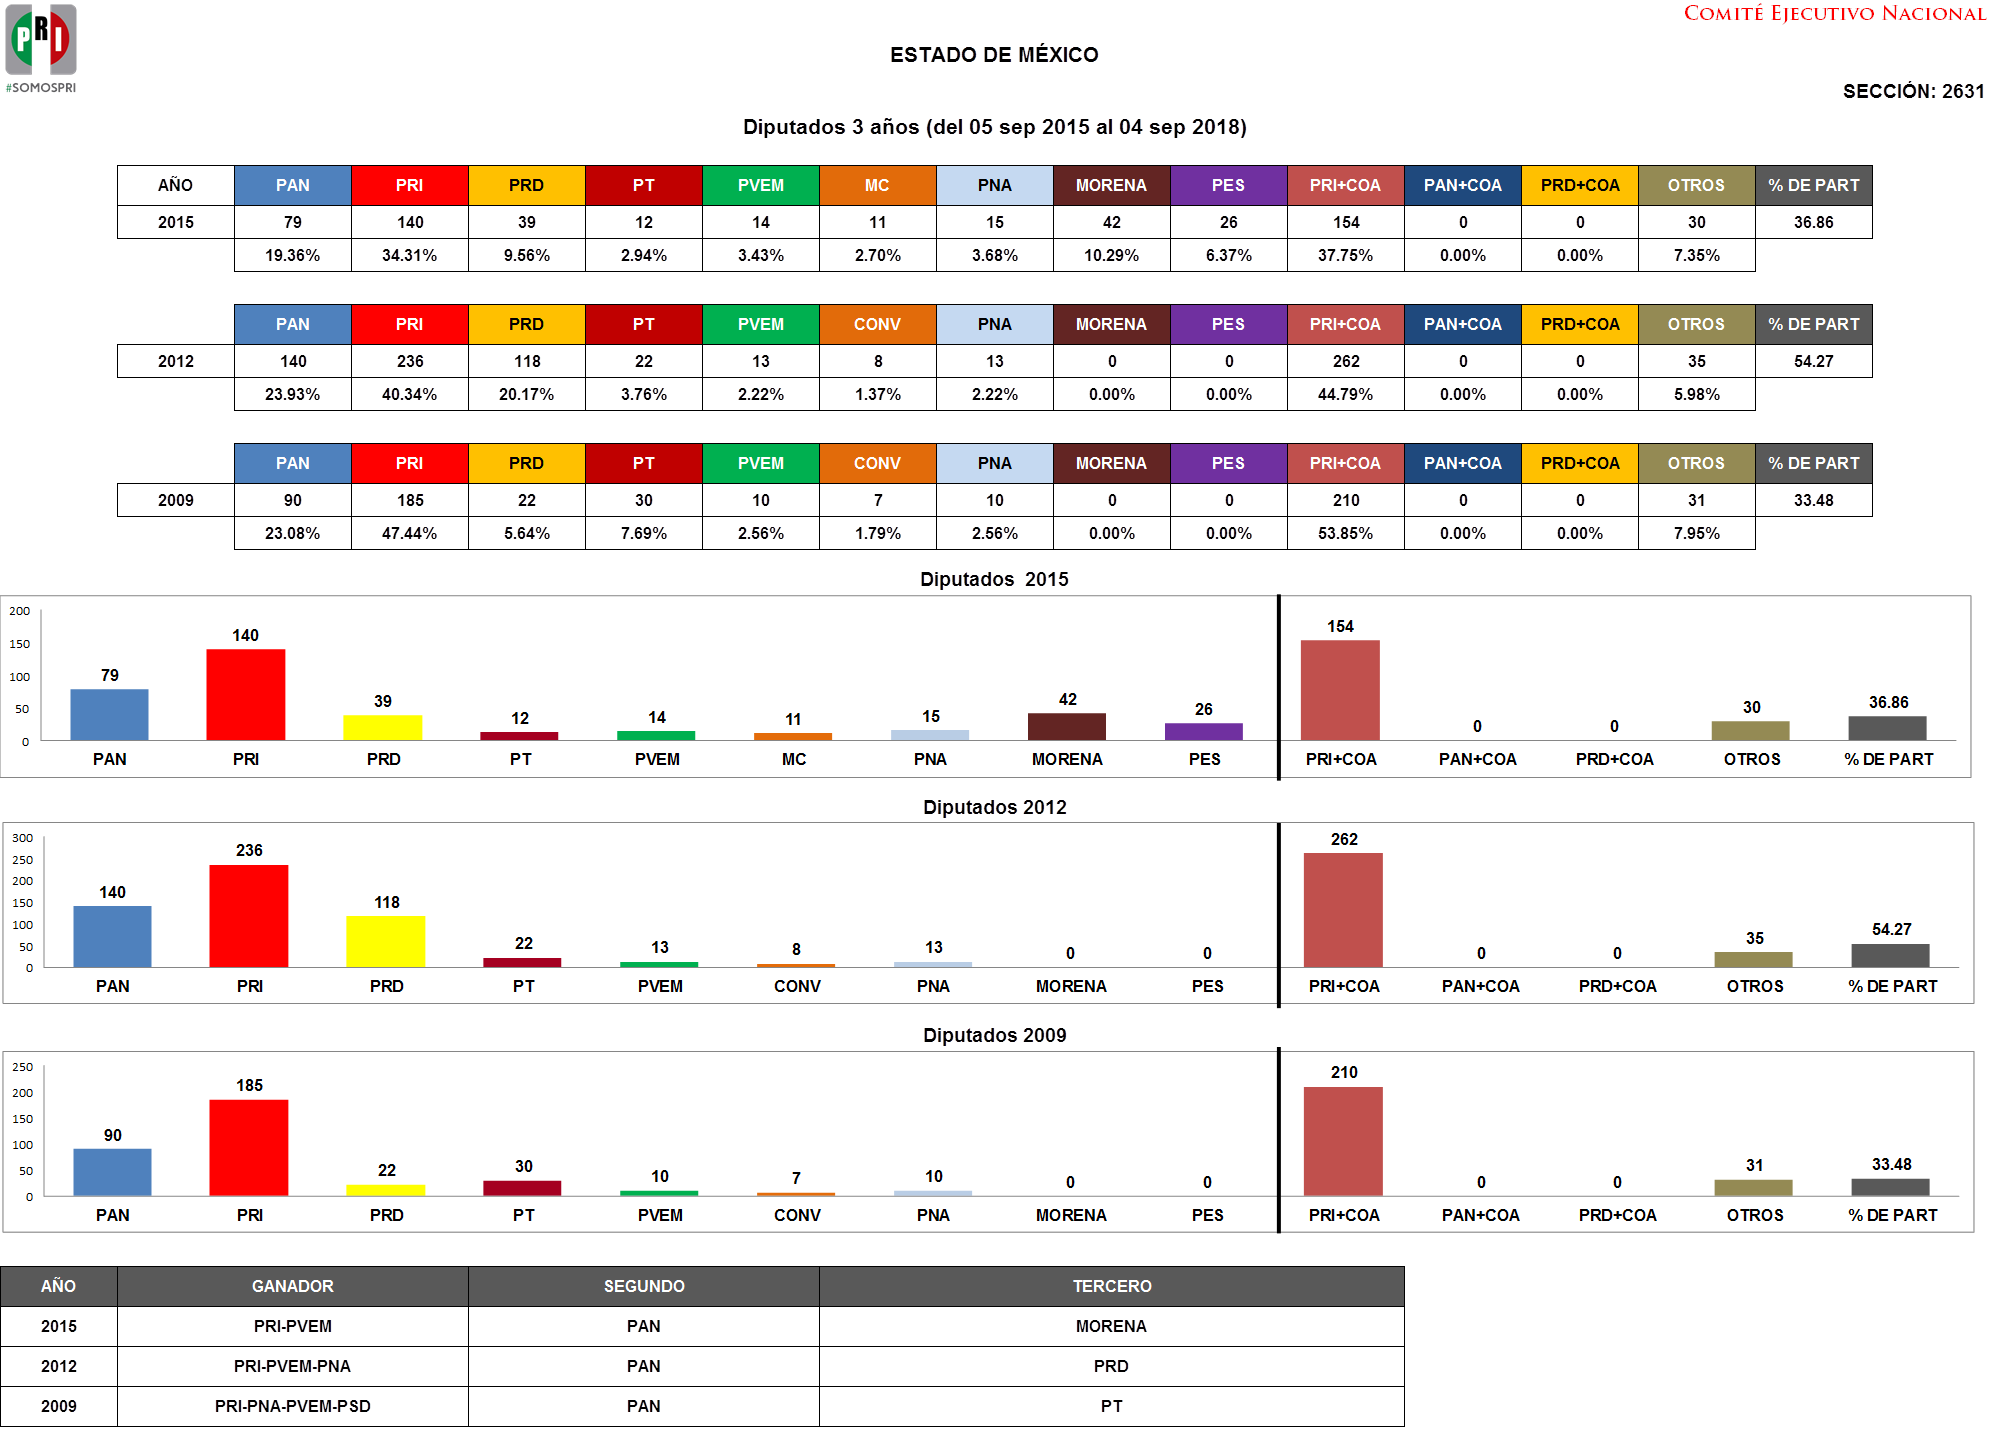 PRI
#SOMOSPRI
COMITÉ EJECUTIVO NACIONAL
ESTADO DE MÉXICO
SECCIÓN: 2631
Diputados 3 años (del 05 sep 2015 al 04 sep 2018)
AÑO PAN PRI PRD PT PVEM MC PNA MORENA PES PRI+COA PAN+COA PRD+COA OTROS % DE PART
2015 79 140 39 12 14 11 15 42 26 154 0 0 30 36.86
19.36% 34.31% 9.56% 2.94% 3.43% 2.70% 3.68% 10.29% 6.37% 37.75% 0.00% 0.00% 7.35%
PAN PRI PRD PT PVEM CONV PNA MORENA PES PRI+COA PAN+COA PRD+COA OTROS % DE PART
2012 140 236 118 22 13 8 13 0 0 262 0 0 35 54.27
23.93% 40.34% 20.17% 3.76% 2.22% 1.37% 2.22% 0.00% 0.00% 44.79% 0.00% 0.00% 5.98%
PAN PRI PRD PT PVEM CONV PNA MORENA PES PRI+COA PAN+COA PRD+COA OTROS % DE PART
2009 90 185 22 30 10 7 10 0 0 210 0 0 31 33.48
23.08% 47.44% 5.64% 7.69% 2.56% 1.79% 2.56% 0.00% 0.00% 53.85% 0.00% 0.00% 7.95%
Diputados 2015
200
150
100
50
0
79 140 39 12 14 11 15 42 26 154 0 0 30 36.86
PAN PRI PRD PT PVEM MC PNA MORENA PES PRI+COA PAN+COA PRD+COA OTROS % DE PART
Diputados 2012
300
250
200
150
100
50
0
140 236 118 22 13 8 13 0 0 262 0 0 35 54.27
PAN PRI PRD PT PVEM CONV PNA MORENA PES PRI+COA PAN+COA PRD+COA OTROS % DE PART
Diputados 2009
250
200
150
100
50
0
90 185 22 30 10 7 10 0 0 210 0 0 31 33.48
PAN PRI PRD PT PVEM CONV PNA MORENA PES PRI+COA PAN+COA PRD+COA OTROS % DE PART
AÑO GANADOR SEGUNDO TERCERO
2015 PRI-PVEM PAN MORENA
2012 PRI-PVEM-PNA PAN PRD
2009 PRI-PNA-PVEM-PSD PAN PT